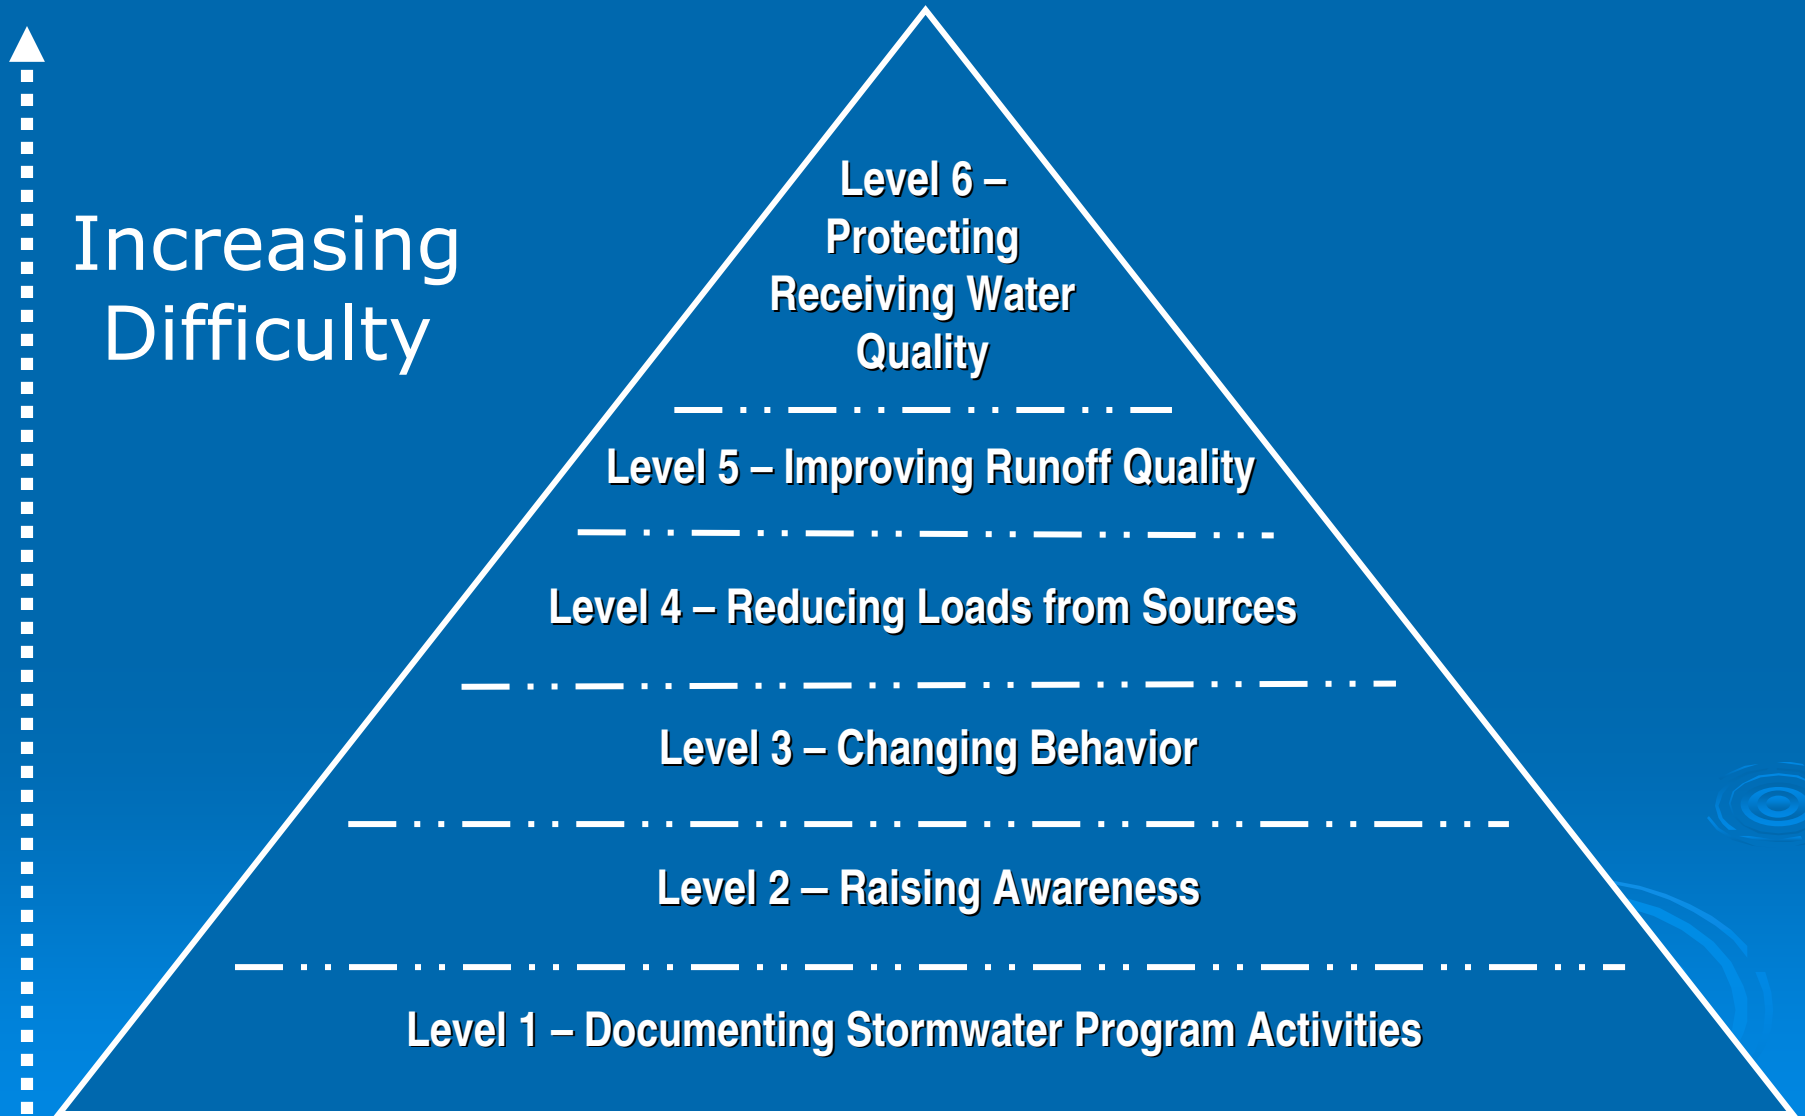 Increasing
Difficulty
Level 6 –
Protecting
Receiving Water
Quality
Level 5 – Improving Runoff Quality
Level 4 – Reducing Loads from Sources
Level 3 – Changing Behavior
Level 2 – Raising Awareness
Level 1 – Documenting Stormwater Program Activities